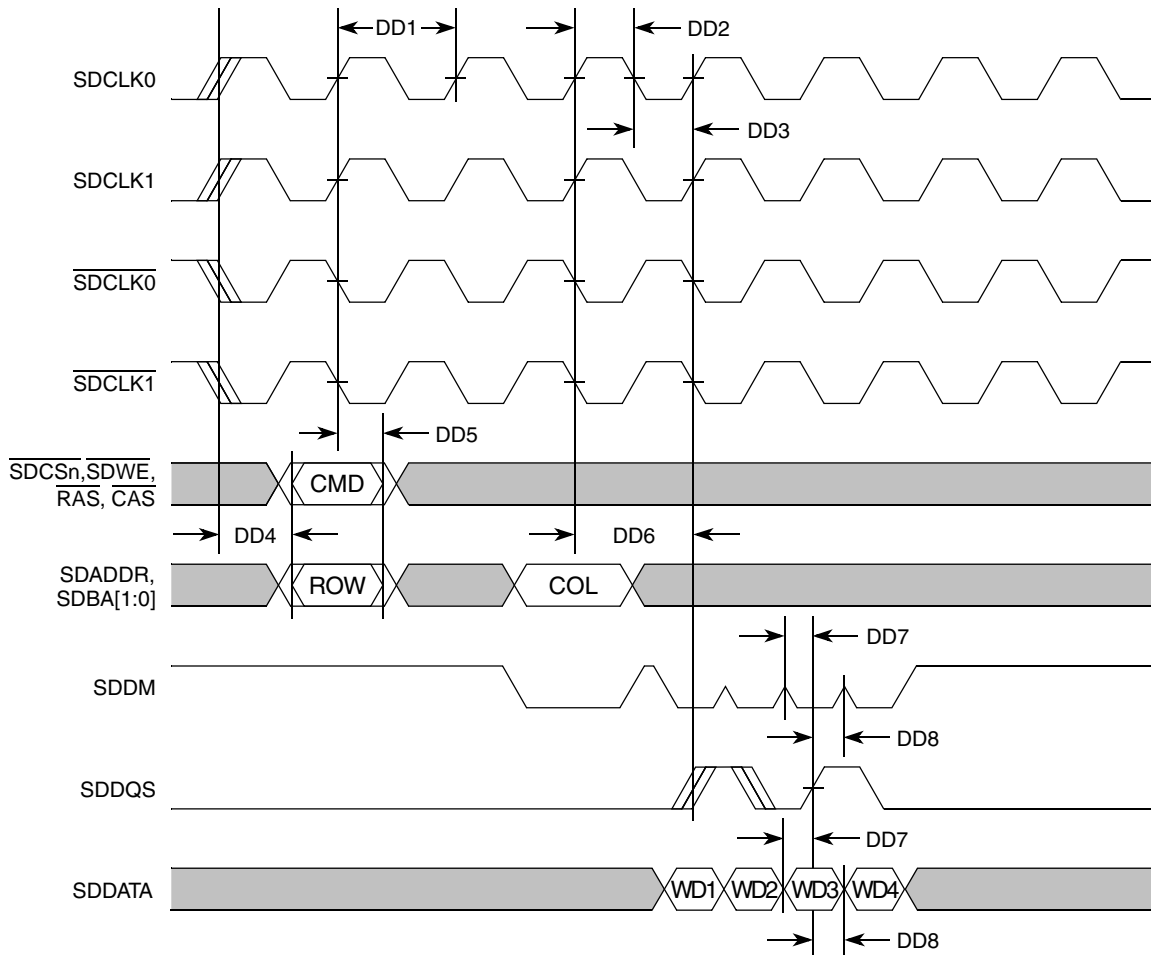 DD1
DD2
SDCLK0
DD3
SDCLK1
SDCLK0
SDCLK1
DD5
SDCSn,SDWE,
RAS, CAS
CMD
DD4
DD6
SDADDR,
SDBA[1:0]
ROW
COL
DD7
SDDM
DD8
SDDQS
DD7
SDDATA
WD1
WD2
WD3
WD4
DD8